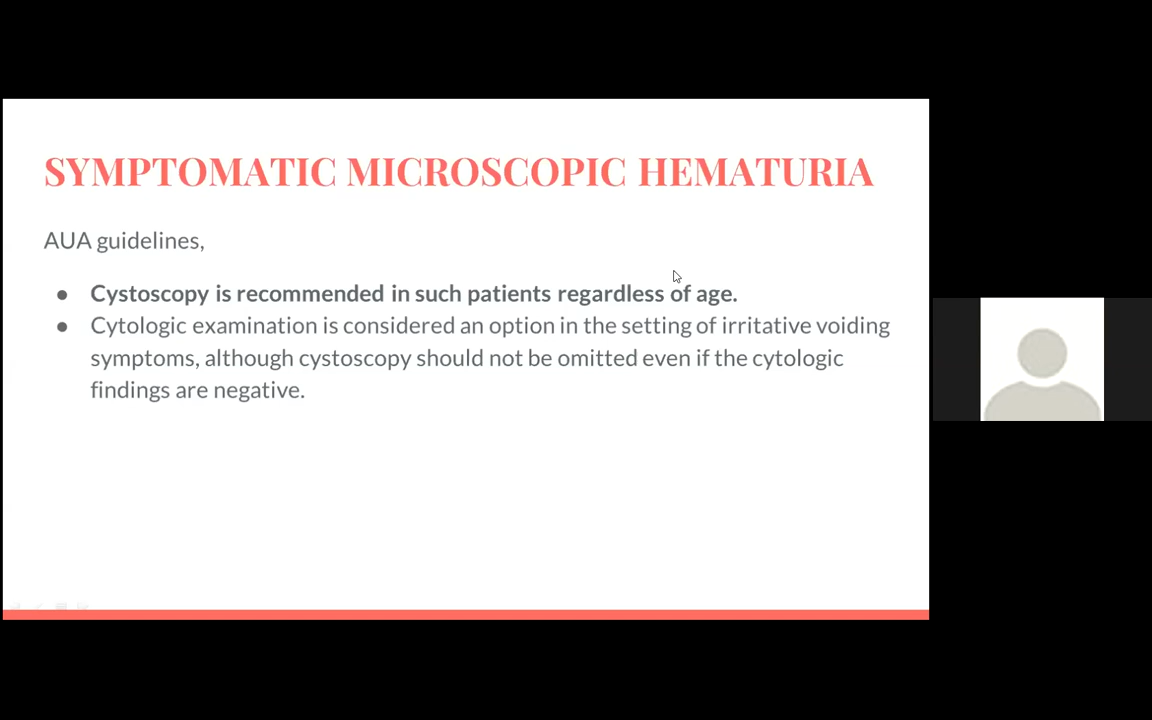 SYMPTOMATIC MICROSCOPIC HEMATURIA
AUA guidelines,
● Cystoscopy is recommended in such patients regardless of age.
● Cytologic examination is considered an option in the setting of irritative voiding
symptoms, although cystoscopy should not be omitted even if the cytologic
findings are negative.